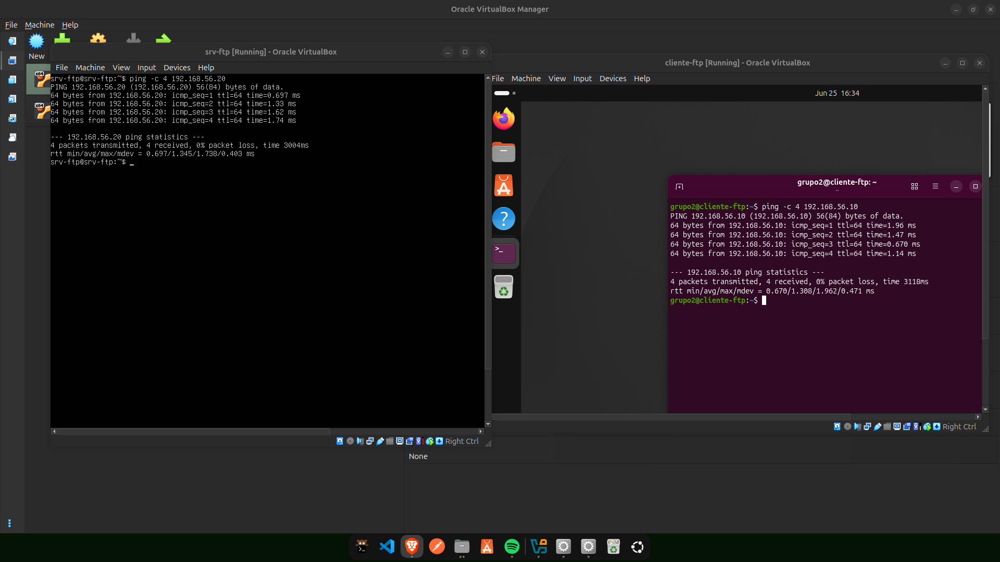 Oracle VirtualBox Manager
File Machine Help
New
srv-ftp [Running] - Oracle VirtualBox
File Machine View Input Devices Help
srv-ftp@srv-ftp:~$ ping -c 4 192.168.56.20
PING 192.168.56.20 (192.168.56.20) 56(84) bytes of data.
64 bytes from 192.168.56.20: icmp_seq=1 ttl=64 time=0.697 ms
64 bytes from 192.168.56.20: icmp_seq=2 ttl=64 time=1.33 ms
64 bytes from 192.168.56.20: icmp_seq=3 ttl=64 time=1.62 ms
64 bytes from 192.168.56.20: icmp_seq=4 ttl=64 time=1.74 ms
--- 192.168.56.20 ping statistics ---
4 packets transmitted, 4 received, 0% packet loss, time 3004ms
rtt min/avg/max/mdev = 0.697/1.345/1.738/0.403 ms
srv-ftp@srv-ftp:~$ _
Right Ctrl
x64
x64
cliente-ftp [Running] - Oracle VirtualBox
File Machine View Input Devices Help
Jun 25 16:34
grupo2@cliente-ftp: ~
~
grupo2@cliente-ftp:~$ ping -c 4 192.168.56.10
PING 192.168.56.10 (192.168.56.10) 56(84) bytes of data.
64 bytes from 192.168.56.10: icmp_seq=1 ttl=64 time=1.96 ms
64 bytes from 192.168.56.10: icmp_seq=2 ttl=64 time=1.47 ms
64 bytes from 192.168.56.10: icmp_seq=3 ttl=64 time=0.670 ms
64 bytes from 192.168.56.10: icmp_seq=4 ttl=64 time=1.14 ms
--- 192.168.56.10 ping statistics ---
4 packets transmitted, 4 received, 0% packet loss, time 3118ms
rtt min/avg/max/mdev = 0.670/1.308/1.962/0.471 ms
grupo2@cliente-ftp:~$
Right Ctrl
None